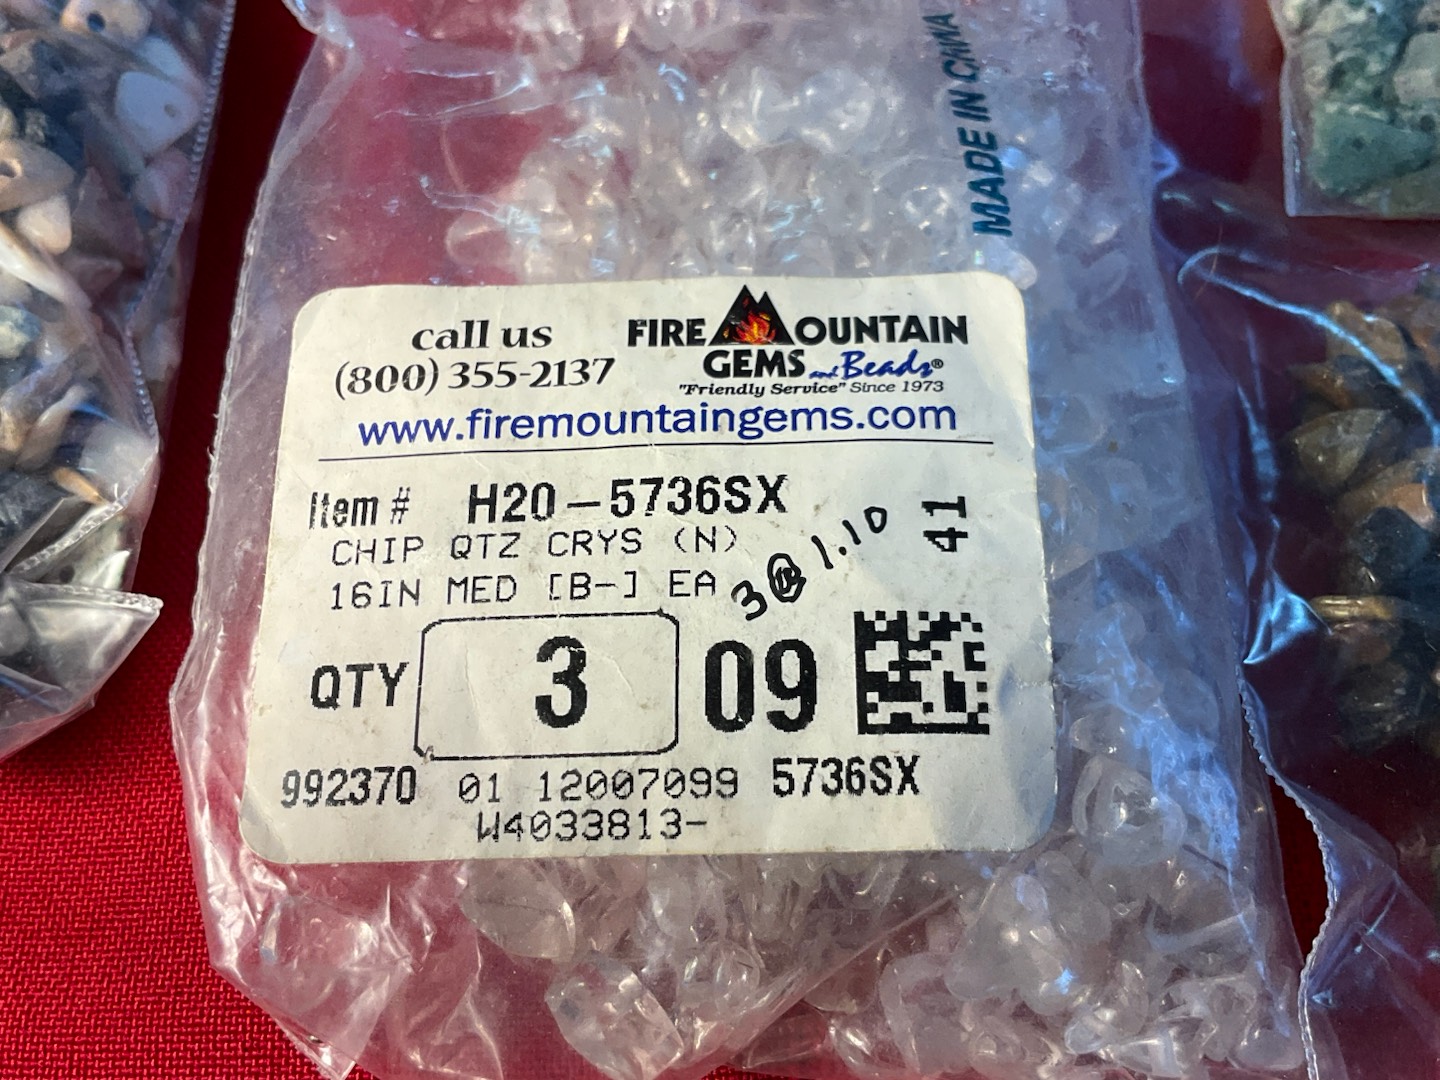 MADE IN CHINA
call us
(800) 355-2137
FIRE MOUNTAIN
GEMS and Beads®
"Friendly Service" Since 1973
www.firemountaingems.com
Item # H20-5736SX
CHIP QTZ CRYS (N)
16IN MED [B-] EA
3 @ 1.10
41
QTY 3 09
992370 01 12007099 5736SX
W4033813-